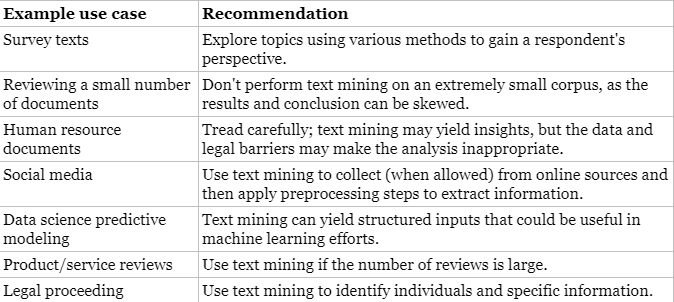 Example use case Recommendation
Survey texts Explore topics using various methods to gain a respondent's
perspective.
Reviewing a small number Don't perform text mining on an extremely small corpus, as the
of documents results and conclusion can be skewed.
Human resource Tread carefully; text mining may yield insights, but the data and
documents legal barriers may make the analysis inappropriate.
Social media Use text mining to collect (when allowed) from online sources and
then apply preprocessing steps to extract information.
Data science predictive Text mining can yield structured inputs that could be useful in
modeling machine learning efforts.
Product/service reviews Use text mining if the number of reviews is large.
Legal proceeding Use text mining to identify individuals and specific information.